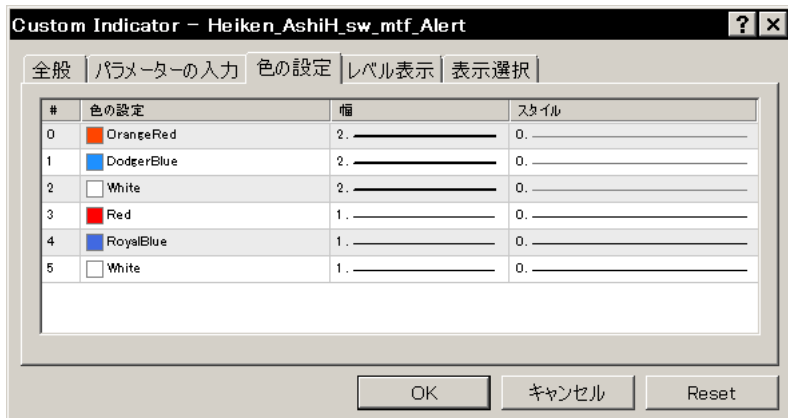 Custom Indicator - Heiken_AshiH_sw_mtf_Alert ? ×
全般 パラメーターの入力 色の設定 レベル表示 表示選択
# 色の設定 幅 スタイル
0 OrangeRed 2. 0.
1 DodgerBlue 2. 0.
2 White 2. 0.
3 Red 1. 0.
4 RoyalBlue 1. 0.
5 White 1. 0.
OK キャンセル Reset